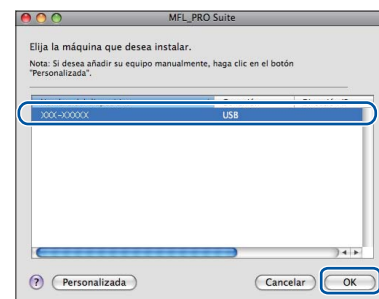 MFL_PRO Suite
Elija la máquina que desea instalar.
Nota: Si desea añadir su equipo manualmente, haga clic en el botón
"Personalizada".
XXX-XXXXX USB
? Personalizada Cancelar OK